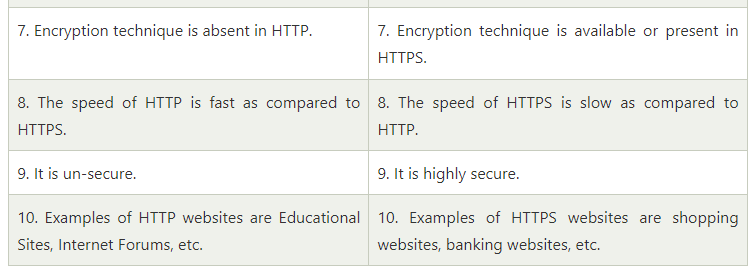 7. Encryption technique is absent in HTTP.
7. Encryption technique is available or present in
HTTPS.
8. The speed of HTTP is fast as compared to
HTTPS.
8. The speed of HTTPS is slow as compared to
HTTP.
9. It is un-secure.
9. It is highly secure.
10. Examples of HTTP websites are Educational
Sites, Internet Forums, etc.
10. Examples of HTTPS websites are shopping
websites, banking websites, etc.